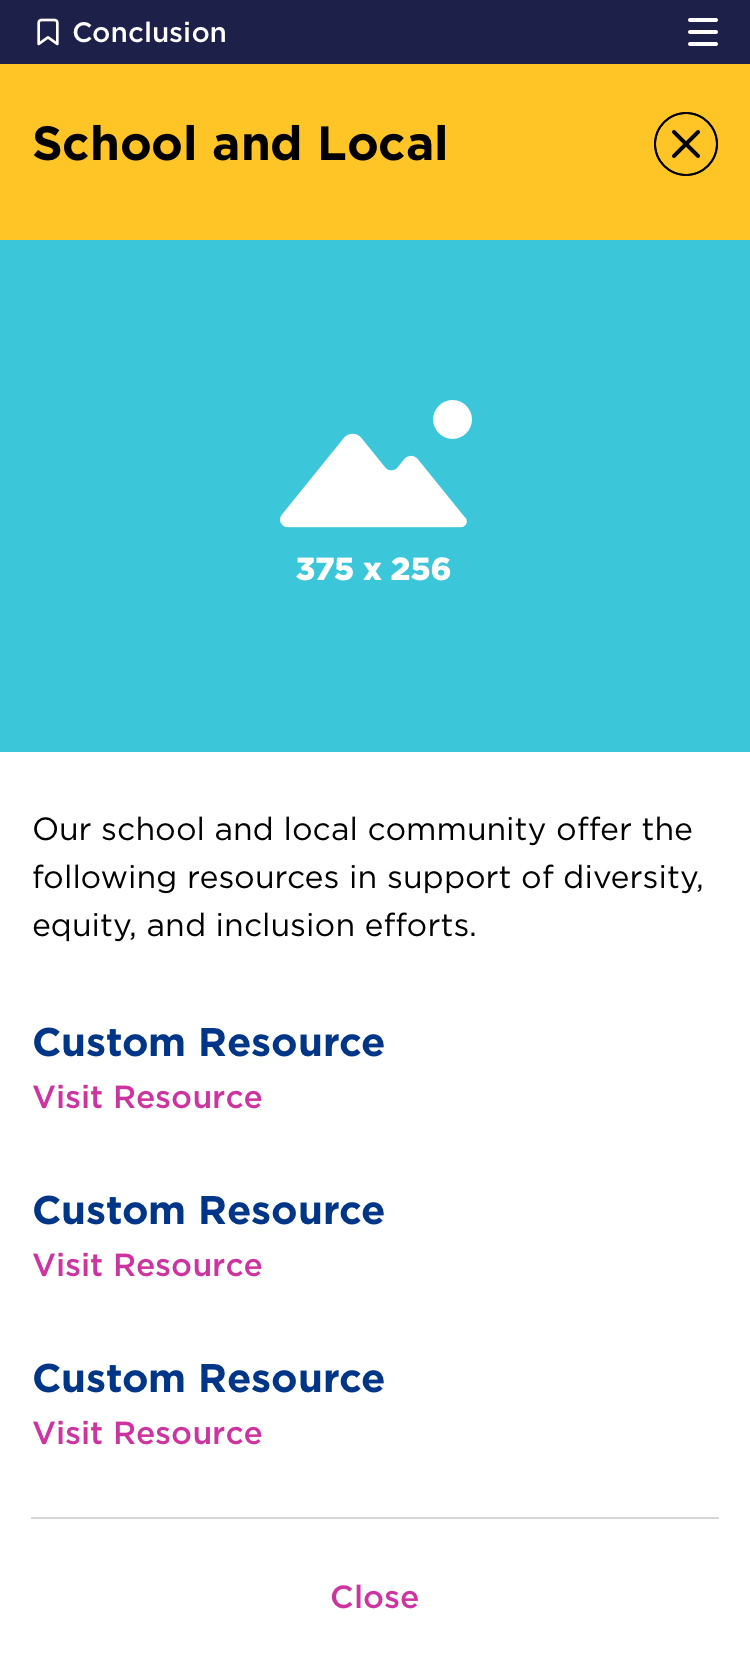 Conclusion
School and Local
375 x 256
Our school and local community offer the
following resources in support of diversity,
equity, and inclusion efforts.
Custom Resource
Visit Resource
Custom Resource
Visit Resource
Custom Resource
Visit Resource
Close